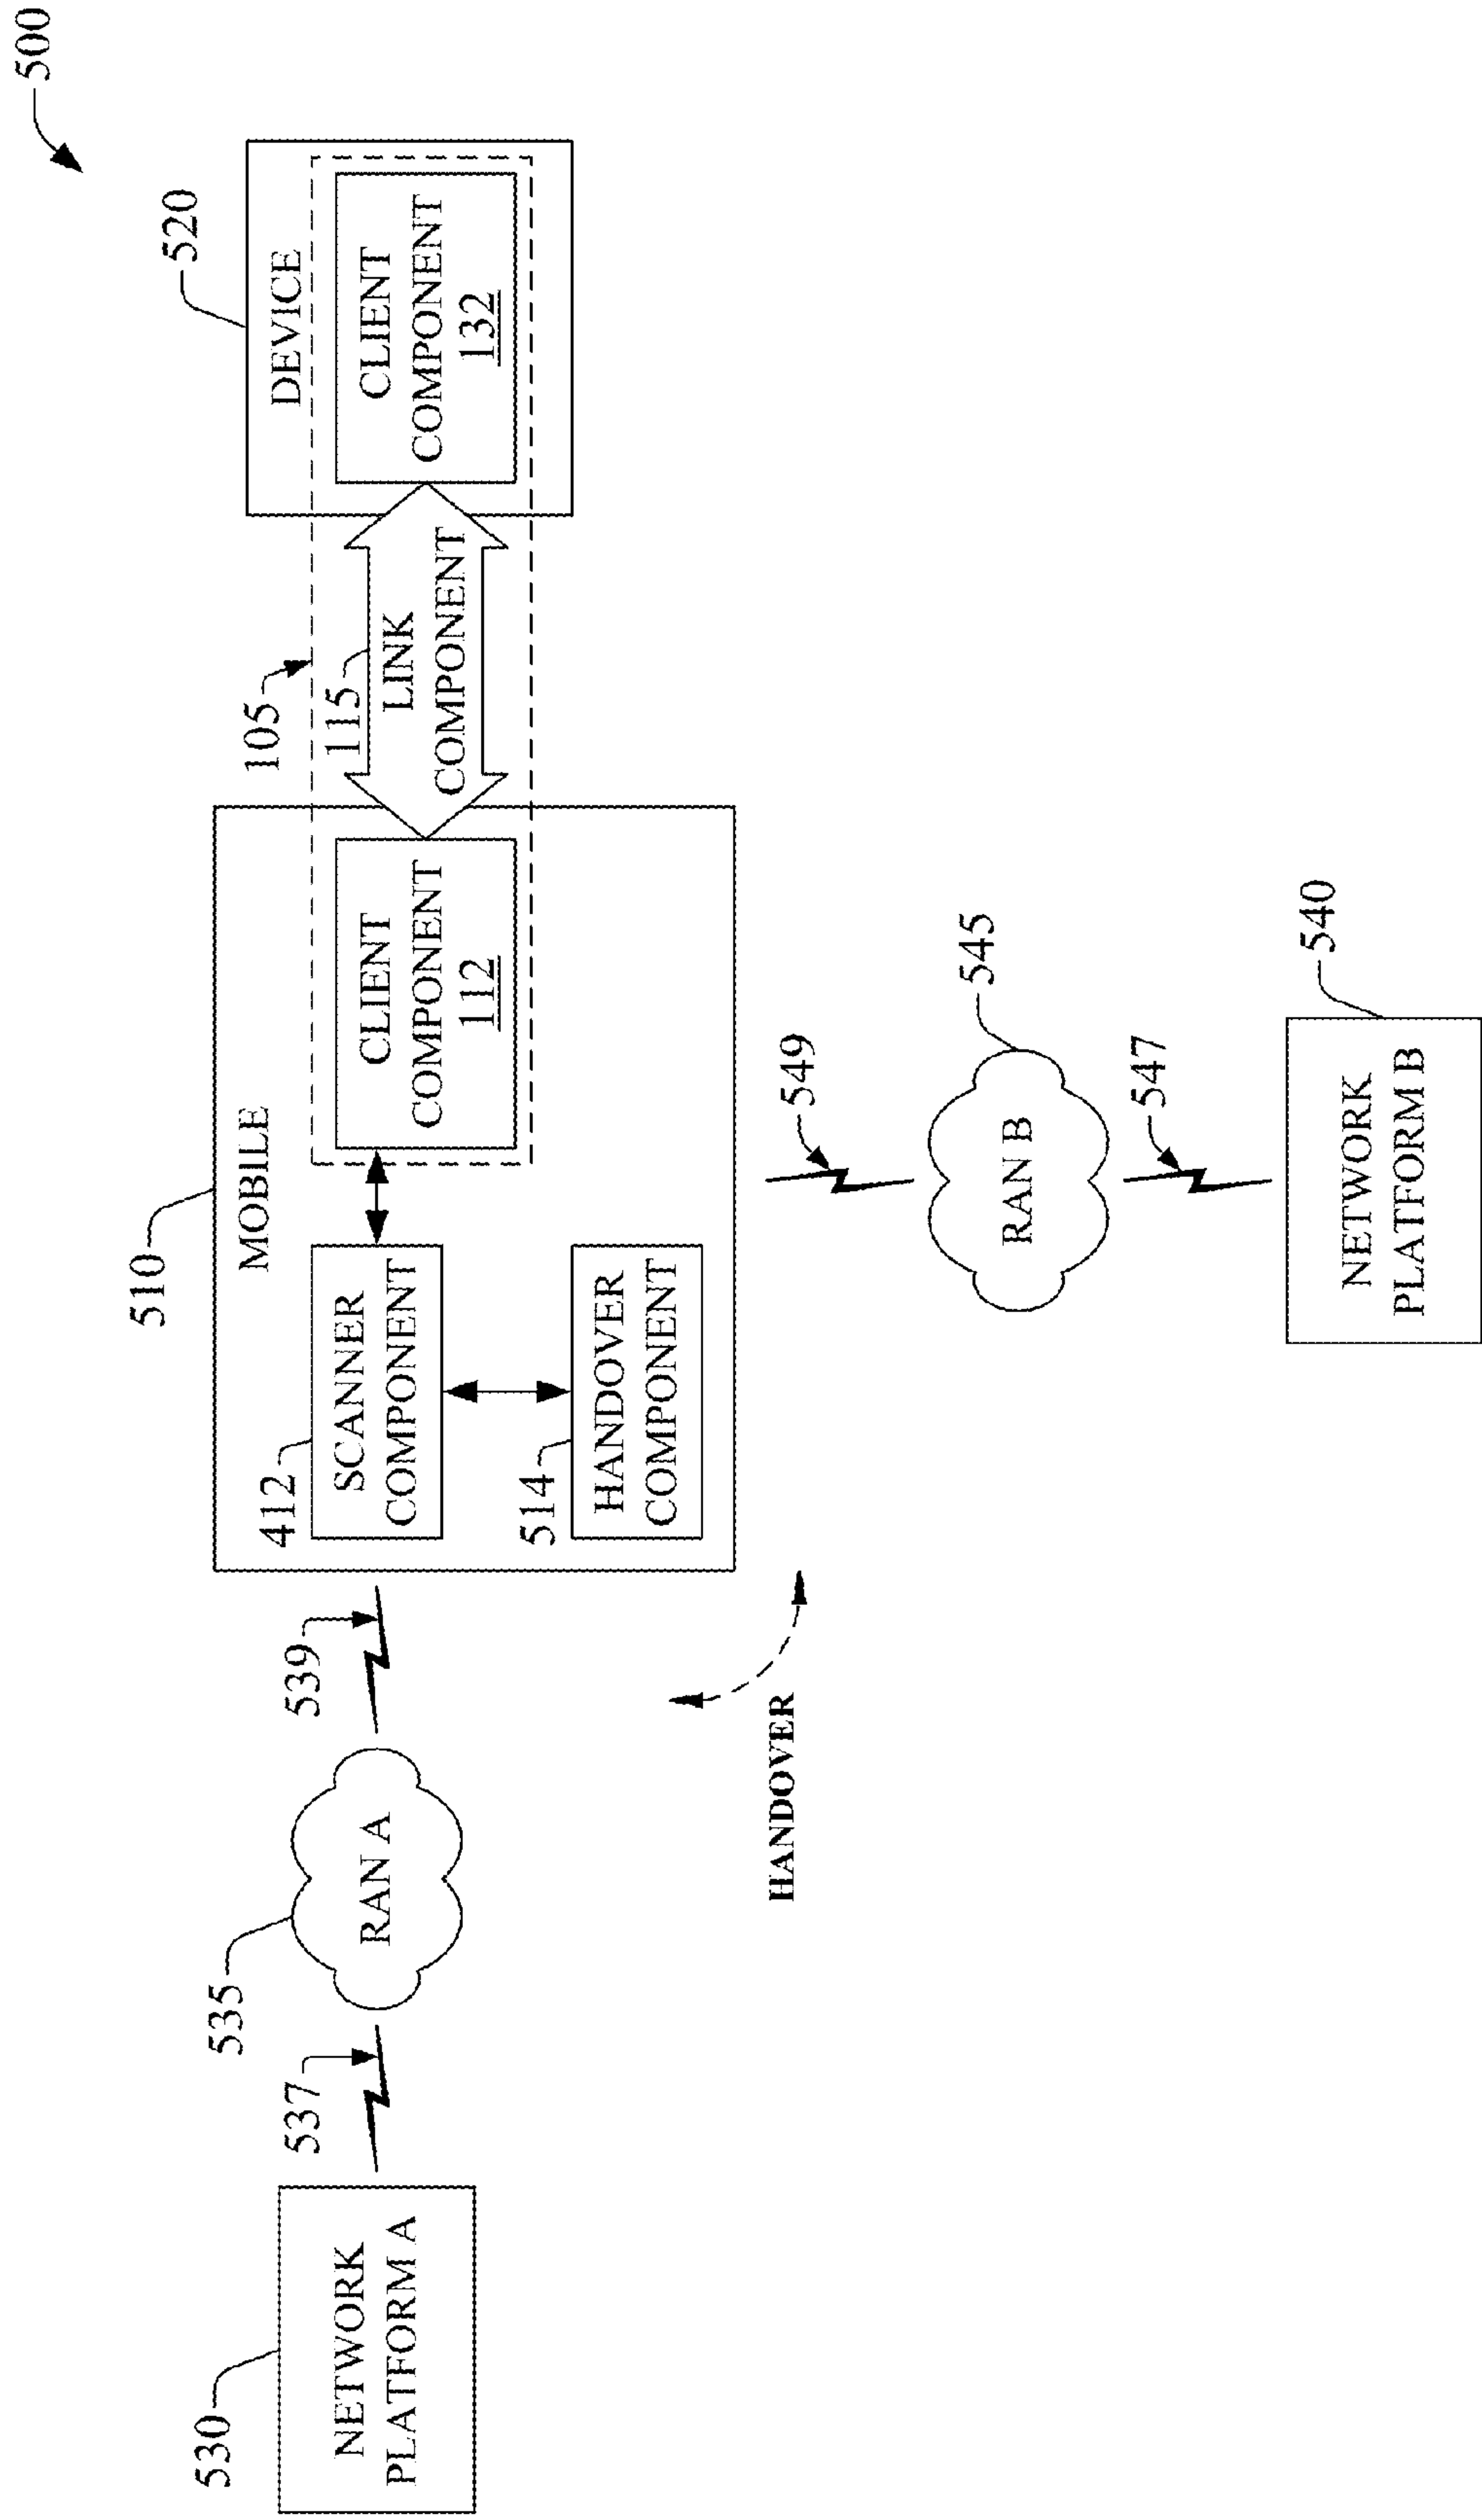 500
530
NETWORK
PLATFORM A
537
535
RAN A
539
HANDOVER
510
MOBILE
412
SCANNER
COMPONENT
514
HANDOVER
COMPONENT
CLIENT
COMPONENT
112
105
115
LINK
COMPONENT
520
DEVICE
CLIENT
COMPONENT
132
549
545
RAN B
547
540
NETWORK
PLATFORM B